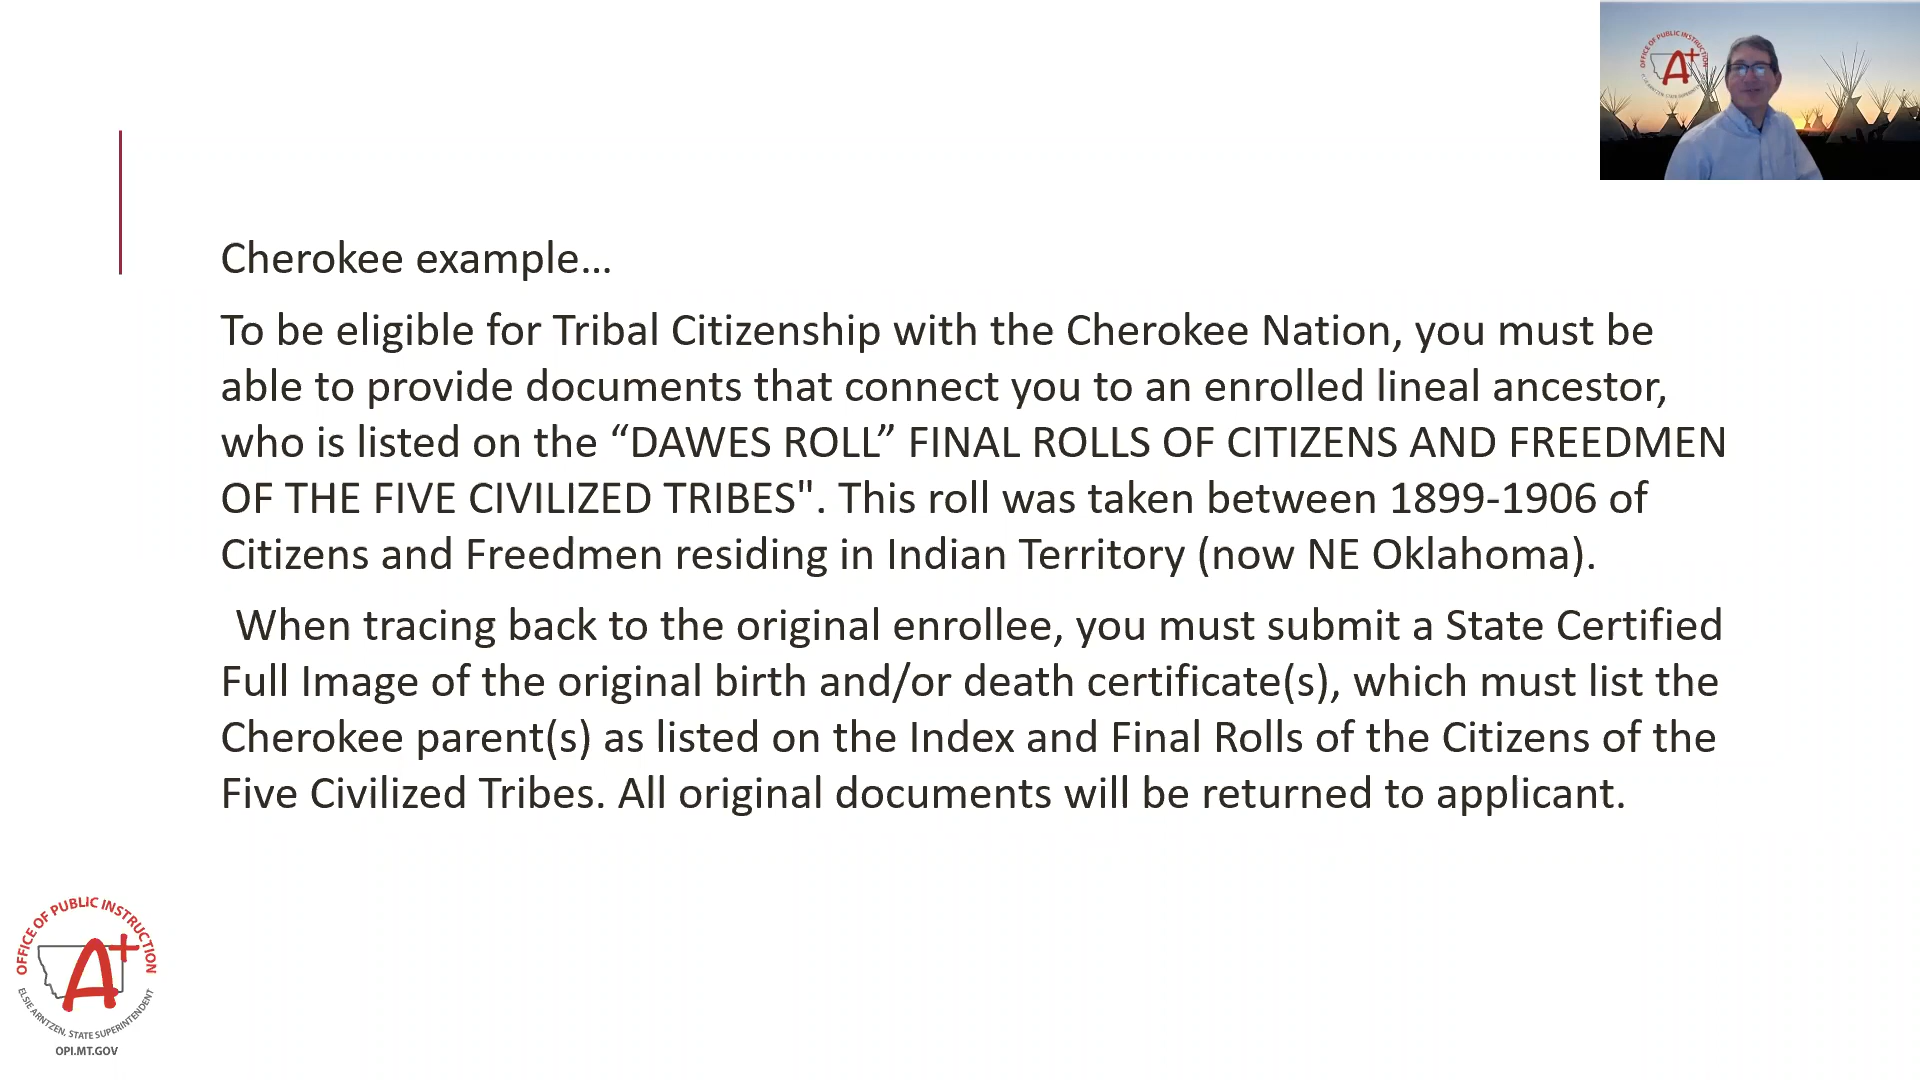 Cherokee example…
To be eligible for Tribal Citizenship with the Cherokee Nation, you must be
able to provide documents that connect you to an enrolled lineal ancestor,
who is listed on the “DAWES ROLL” FINAL ROLLS OF CITIZENS AND FREEDMEN
OF THE FIVE CIVILIZED TRIBES". This roll was taken between 1899-1906 of
Citizens and Freedmen residing in Indian Territory (now NE Oklahoma).
When tracing back to the original enrollee, you must submit a State Certified
Full Image of the original birth and/or death certificate(s), which must list the
Cherokee parent(s) as listed on the Index and Final Rolls of the Citizens of the
Five Civilized Tribes. All original documents will be returned to applicant.
OFFICE OF PUBLIC INSTRUCTION
A+
OFFICE OF PUBLIC INSTRUCTION
A+
ELSIE ARNTZEN, STATE SUPERINTENDENT
OPI.MT.GOV